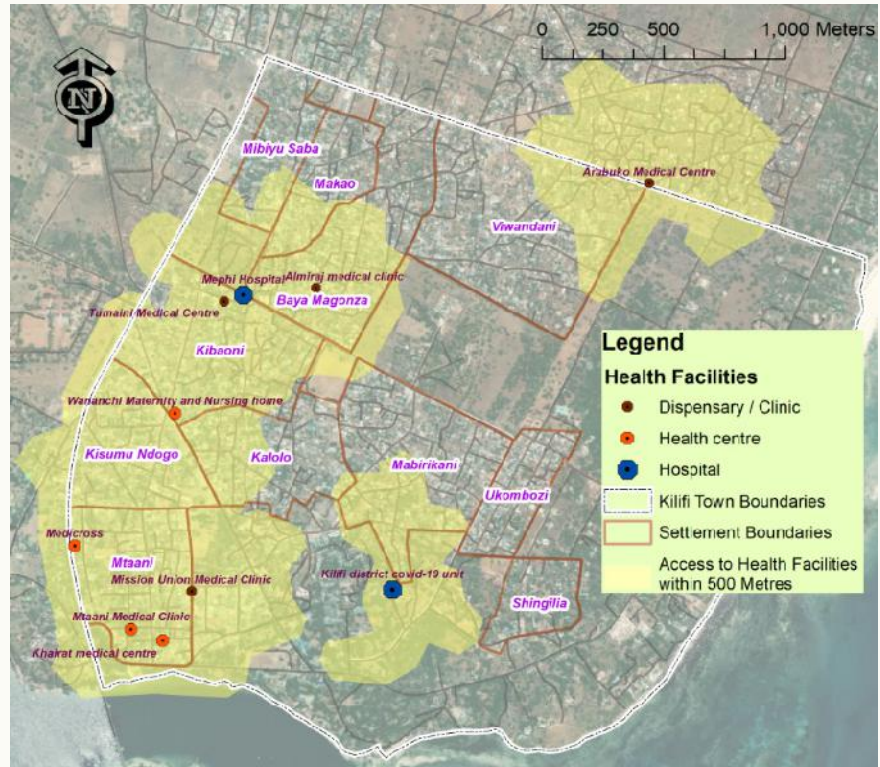 0 250 500 1,000 Meters
N
Mibiyu Saba
Makao
Arabuko Medical Centre
Viwandani
Mephi Hospital
Almiraj medical clinic
Baya Magonza
Tumaini Medical Centre
Kibaoni
Wananchi Maternity and Nursing home
Kisumu Ndogo
Kalolo
Mabirikani
Ukombozi
Medicross
Mtaani
Mission Union Medical Clinic
Kilifi district covid-19 unit
Shingilia
Mtaani Medical Clinic
Khairat medical centre
Legend
Health Facilities
Dispensary / Clinic
Health centre
Hospital
Kilifi Town Boundaries
Settlement Boundaries
Access to Health Facilities
within 500 Metres